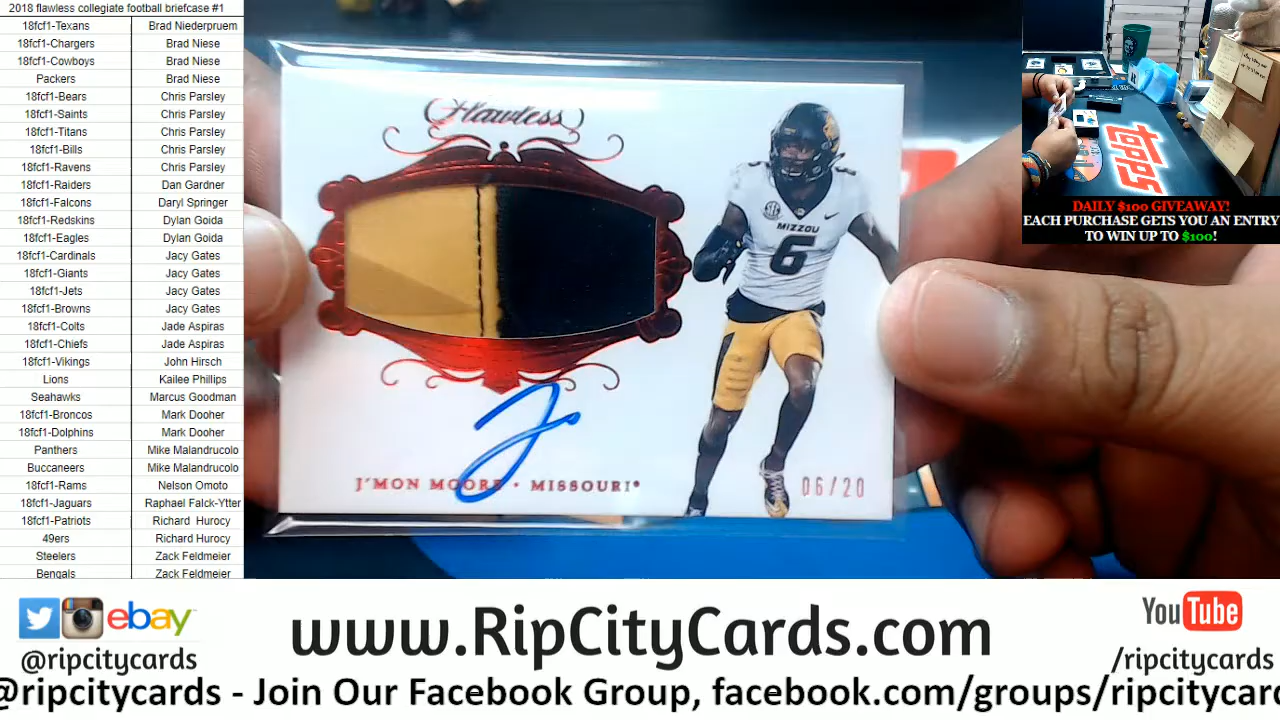 2018 flawless collegiate football briefcase #1
18fcf1-Texans Brad Niederpruem
18fcf1-Chargers Brad Niese
18fcf1-Cowboys Brad Niese
Packers Brad Niese
18fcf1-Bears Chris Parsley
18fcf1-Saints Chris Parsley
18fcf1-Titans Chris Parsley
18fcf1-Bills Chris Parsley
18fcf1-Ravens Chris Parsley
18fcf1-Raiders Dan Gardner
18fcf1-Falcons Daryl Springer
18fcf1-Redskins Dylan Goida
18fcf1-Eagles Dylan Goida
18fcf1-Cardinals Jacy Gates
18fcf1-Giants Jacy Gates
18fcf1-Jets Jacy Gates
18fcf1-Browns Jacy Gates
18fcf1-Colts Jade Aspiras
18fcf1-Chiefs Jade Aspiras
18fcf1-Vikings John Hirsch
Lions Kailee Phillips
Seahawks Marcus Goodman
18fcf1-Broncos Mark Dooher
18fcf1-Dolphins Mark Dooher
Panthers Mike Malandrucolo
Buccaneers Mike Malandrucolo
18fcf1-Rams Nelson Omoto
18fcf1-Jaguars Raphael Falck-Ytter
18fcf1-Patriots Richard Hurocy
49ers Richard Hurocy
Steelers Zack Feldmeier
Bengals Zack Feldmeier
Flawless
MIZZOU
6
SEC
J'MON MOORE • MISSOURI
06/20
topps
DAILY $100 GIVEAWAY!
EACH PURCHASE GETS YOU AN ENTRY
TO WIN UP TO $100!
ebay
@ripcitycards
www.RipCityCards.com
YouTube
/ripcitycards
@ripcitycards - Join Our Facebook Group, facebook.com/groups/ripcitycard